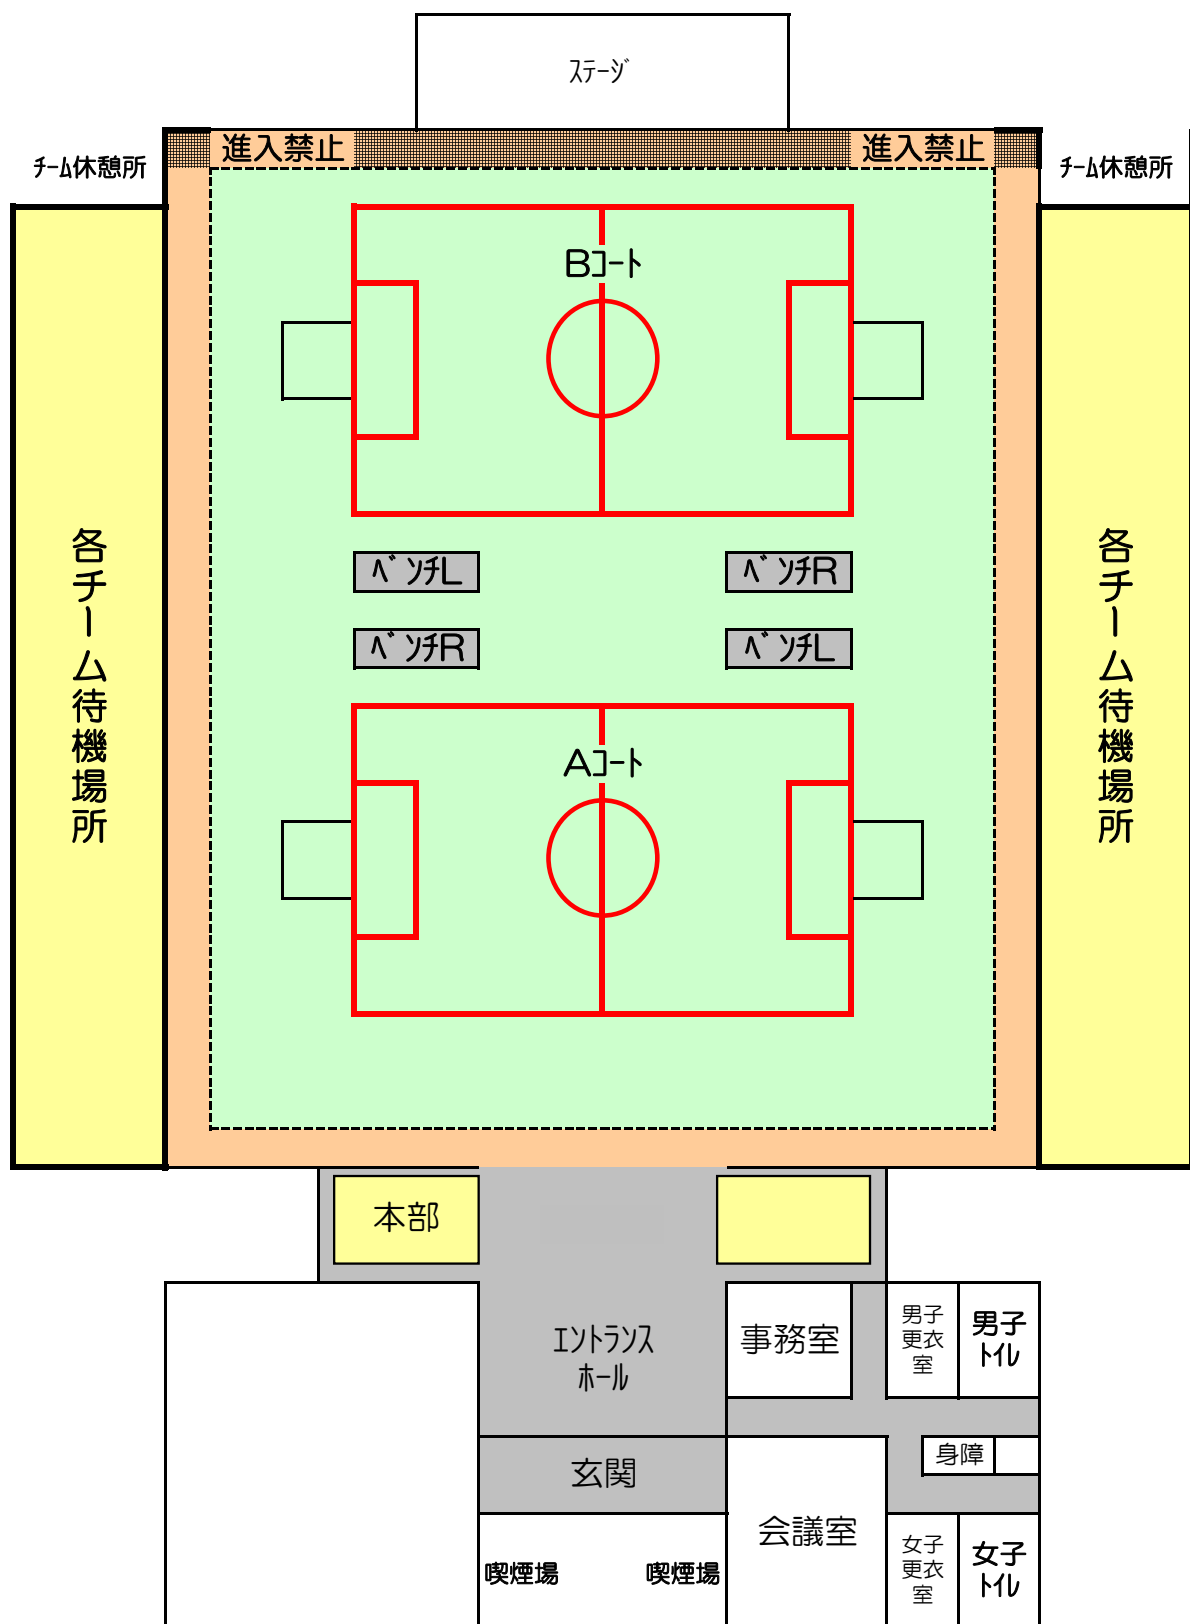 ｽﾃｰｼﾞ
進入禁止
進入禁止
ﾁｰﾑ休憩所
ﾁｰﾑ休憩所
Bｺｰﾄ
各チーム待機場所
各チーム待機場所
ﾍﾞﾝﾁL
ﾍﾞﾝﾁR
ﾍﾞﾝﾁR
ﾍﾞﾝﾁL
Aｺｰﾄ
本部
ｴﾝﾄﾗﾝｽ
ﾎｰﾙ
事務室
男子
更衣
室
男子
ﾄｲﾚ
玄関
身障
会議室
喫煙場
喫煙場
女子
更衣
室
女子
ﾄｲﾚ